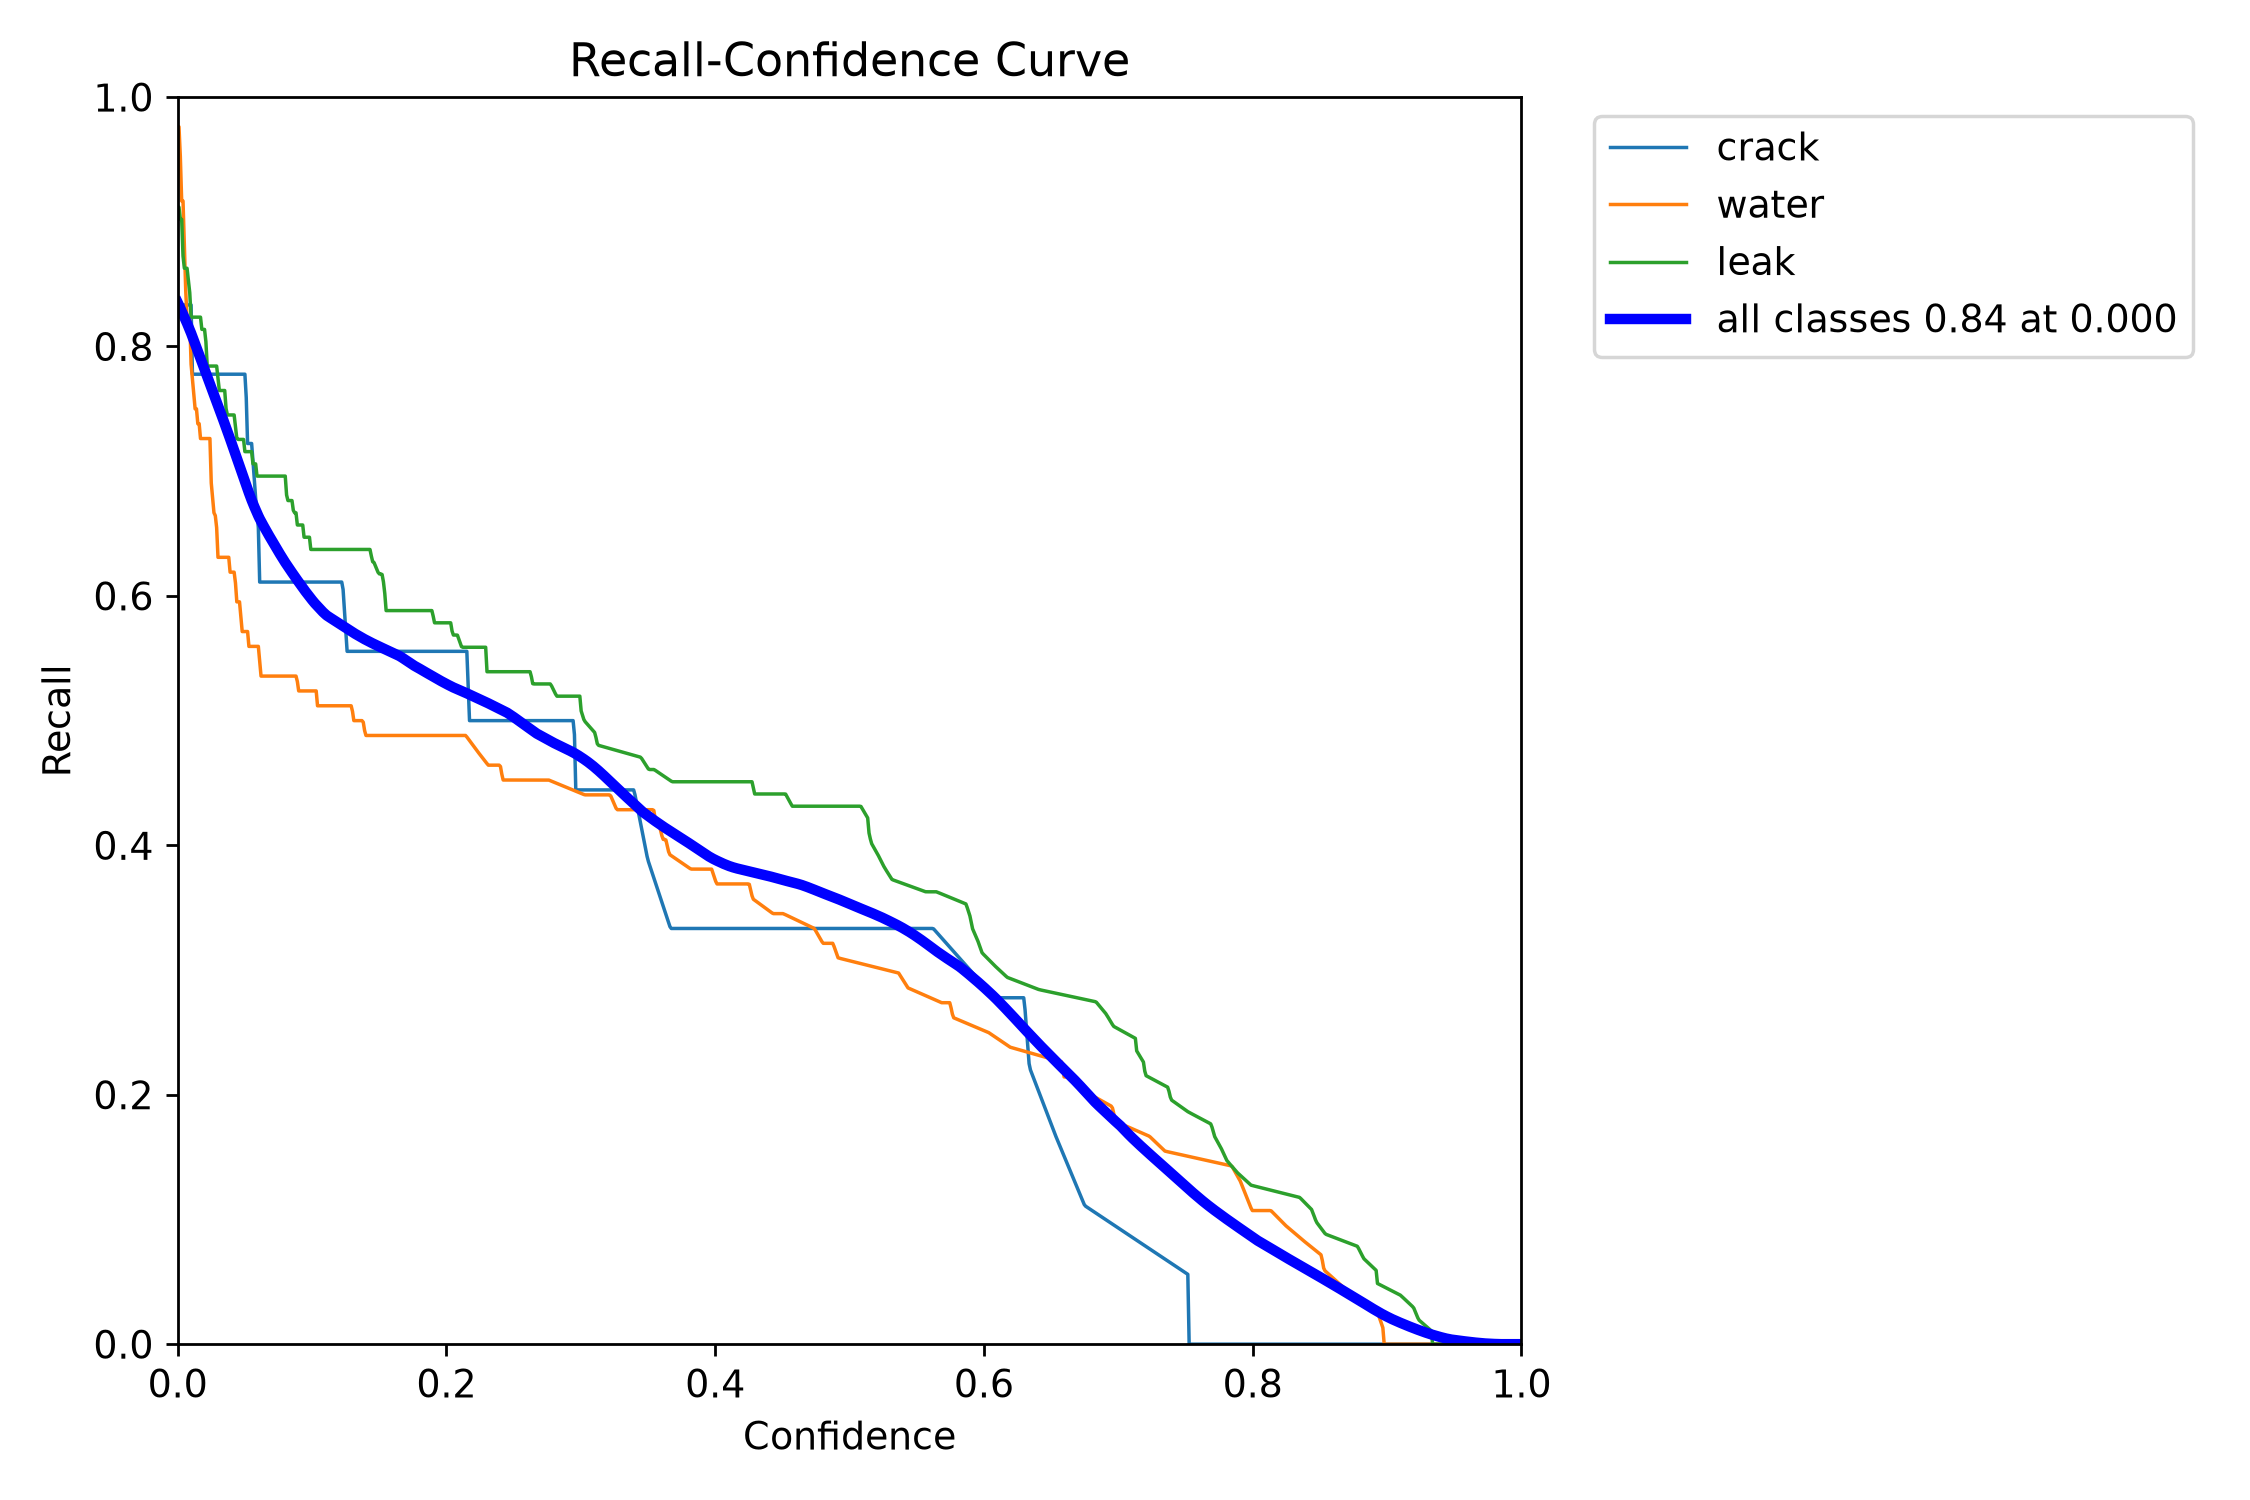 Recall-Confidence Curve
1.0
0.8
0.6
0.4
0.2
0.0
Recall
0.0 0.2 0.4 0.6 0.8 1.0
Confidence
crack
water
leak
all classes 0.84 at 0.000